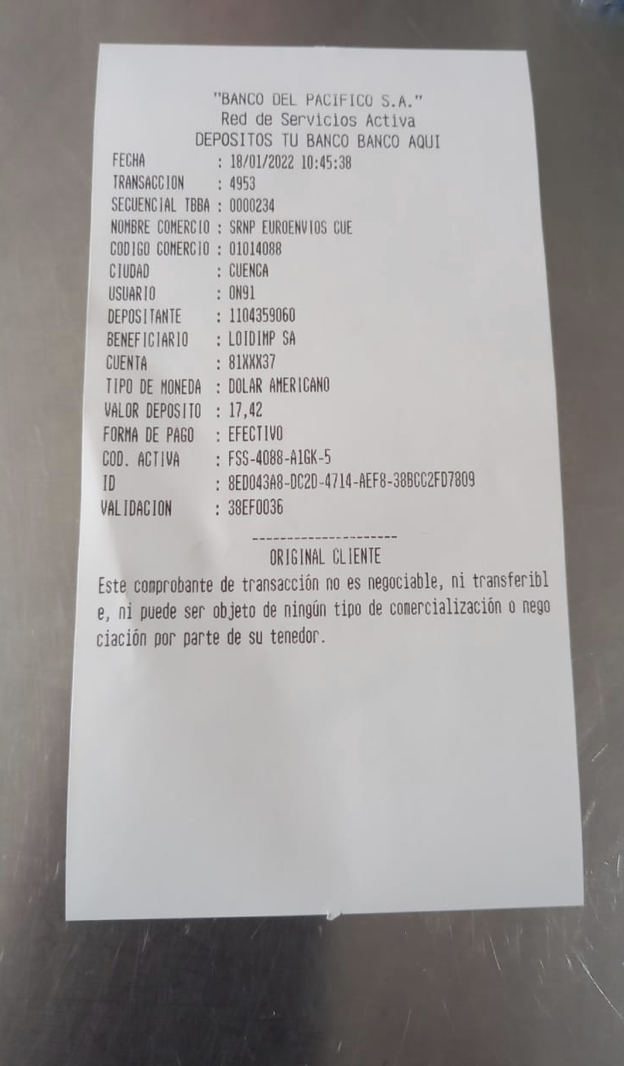 "BANCO DEL PACIFICO S.A."
Red de Servicios Activa
DEPOSITOS TU BANCO BANCO AQUI
FECHA : 18/01/2022 10:45:38
TRANSACCION : 4953
SECUENCIAL TBBA : 0000234
NOMBRE COMERCIO : SRNP EUROENVIOS CUE
CODIGO COMERCIO : 01014088
CIUDAD : CUENCA
USUARIO : ON91
DEPOSITANTE : 1104359060
BENEFICIARIO : LOIDIMP SA
CUENTA : 81XXX37
TIPO DE MONEDA : DOLAR AMERICANO
VALOR DEPOSITO : 17,42
FORMA DE PAGO : EFECTIVO
COD. ACTIVA : FSS-4088-A1GK-5
ID : 8ED043A8-DC2D-4714-AEF8-38BCC2FD7809
VALIDACION : 38EF0036
--------------------
ORIGINAL CLIENTE
Este comprobante de transacción no es negociable, ni transferibl
e, ni puede ser objeto de ningún tipo de comercialización o nego
ciación por parte de su tenedor.